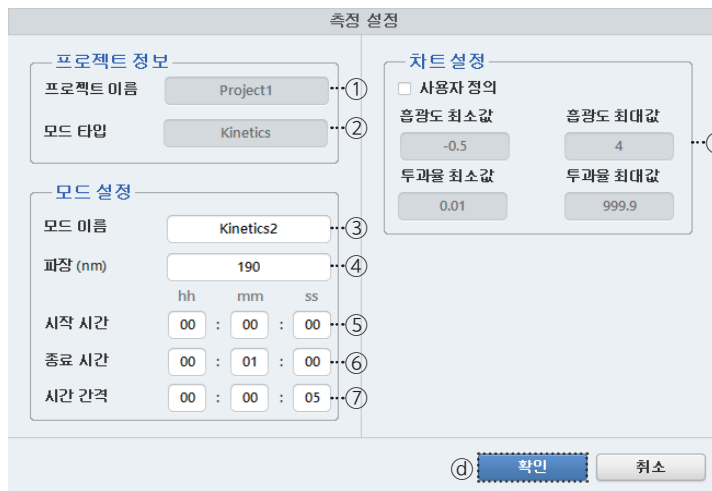 측정 설정
프로젝트 정보
프로젝트 이름 Project1 ···①
모드 타입 Kinetics ···②
모드 설정
모드 이름 Kinetics2 ···③
파장 (nm) 190 ···④
hh mm ss
시작 시간 00 : 00 : 00 ···⑤
종료 시간 00 : 01 : 00 ···⑥
시간 간격 00 : 00 : 05 ···⑦
차트 설정
사용자 정의
흡광도 최소값 흡광도 최대값
-0.5 4
투과율 최소값 투과율 최대값
0.01 999.9
ⓓ 확인 취소